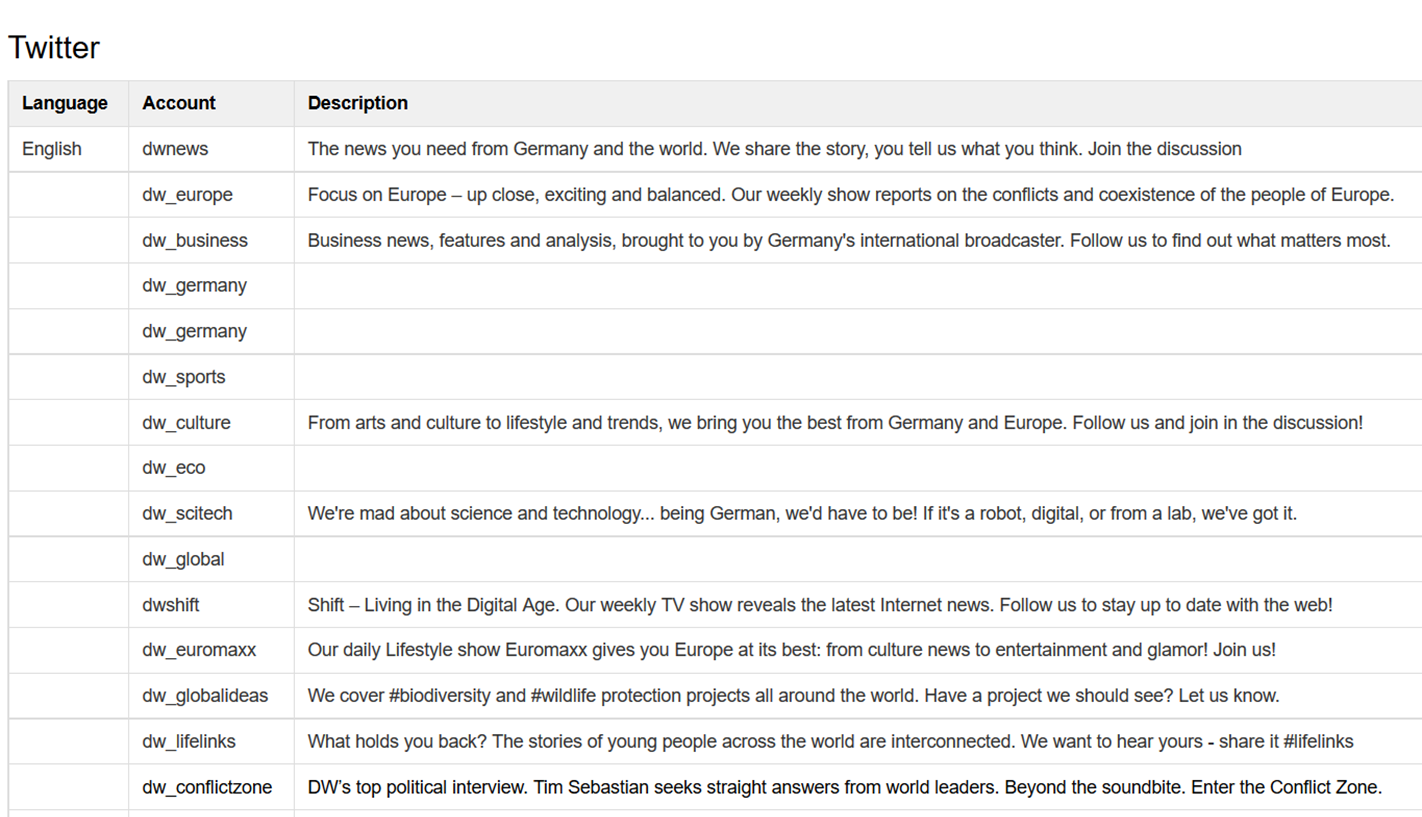 Twitter
Language Account Description
English dwnews The news you need from Germany and the world. We share the story, you tell us what you think. Join the discussion
dw_europe Focus on Europe – up close, exciting and balanced. Our weekly show reports on the conflicts and coexistence of the people of Europe.
dw_business Business news, features and analysis, brought to you by Germany's international broadcaster. Follow us to find out what matters most.
dw_germany
dw_germany
dw_sports
dw_culture From arts and culture to lifestyle and trends, we bring you the best from Germany and Europe. Follow us and join in the discussion!
dw_eco
dw_scitech We're mad about science and technology... being German, we'd have to be! If it's a robot, digital, or from a lab, we've got it.
dw_global
dwshift Shift – Living in the Digital Age. Our weekly TV show reveals the latest Internet news. Follow us to stay up to date with the web!
dw_euromaxx Our daily Lifestyle show Euromaxx gives you Europe at its best: from culture news to entertainment and glamor! Join us!
dw_globalideas We cover #biodiversity and #wildlife protection projects all around the world. Have a project we should see? Let us know.
dw_lifelinks What holds you back? The stories of young people across the world are interconnected. We want to hear yours - share it #lifelinks
dw_conflictzone DW’s top political interview. Tim Sebastian seeks straight answers from world leaders. Beyond the soundbite. Enter the Conflict Zone.